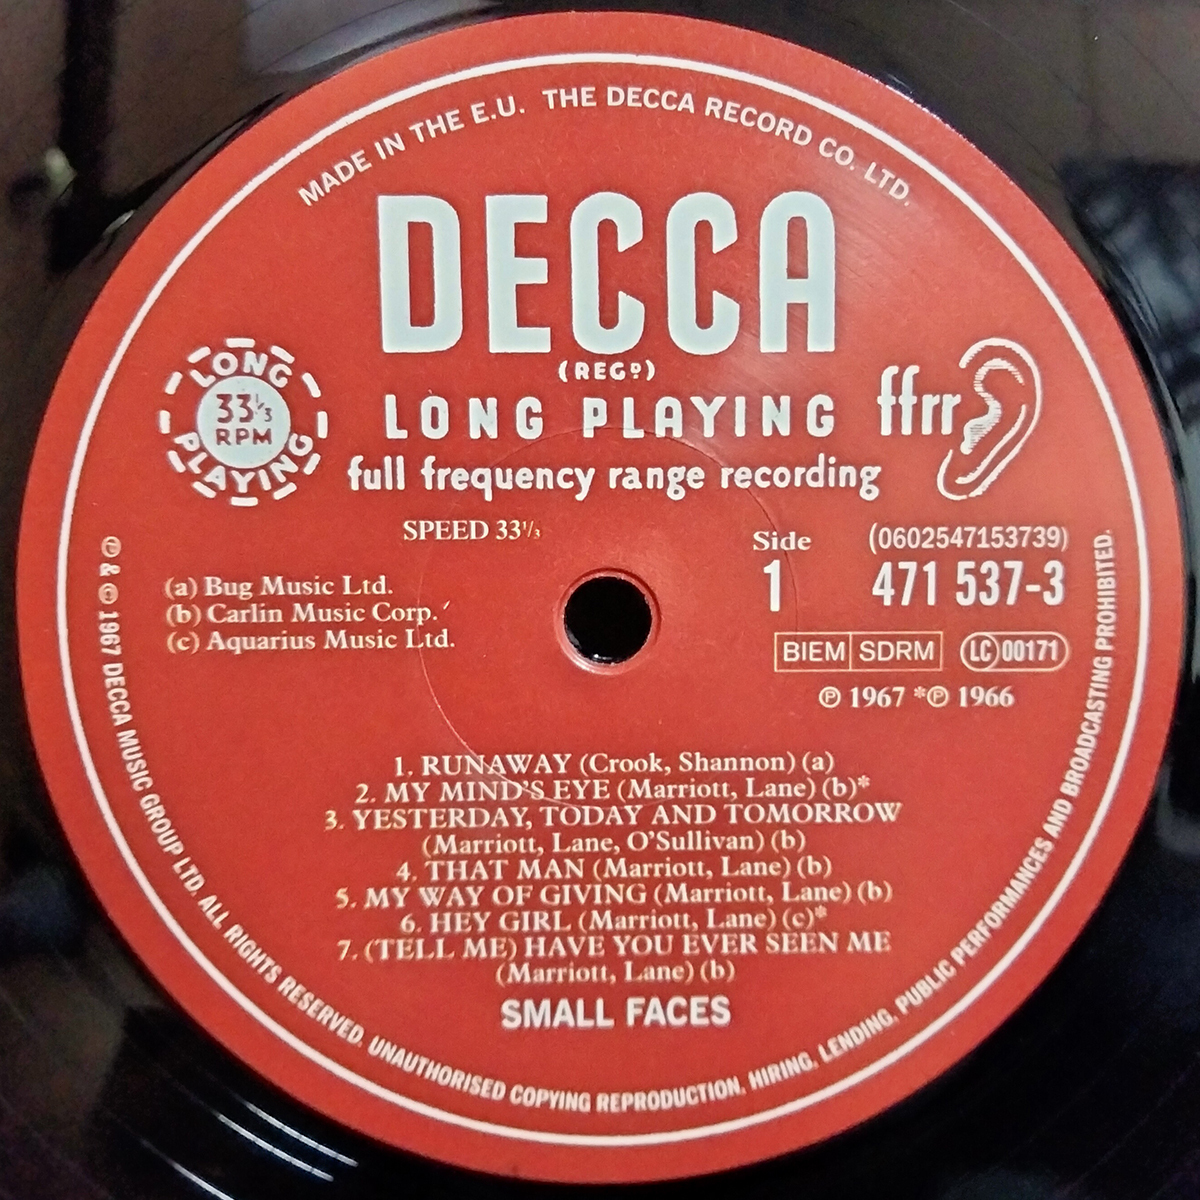 MADE IN THE E.U. THE DECCA RECORD CO. LTD.
DECCA
(REGD)
LONG PLAYING
33⅓
RPM
LONG PLAYING
ffrr
full frequency range recording
SPEED 33⅓
Side
1
(0602547153739)
471 537-3
(a) Bug Music Ltd.
(b) Carlin Music Corp.
(c) Aquarius Music Ltd.
BIEM SDRM LC 00171
℗ 1967 *℗ 1966
1. RUNAWAY (Crook, Shannon) (a)
2. MY MIND'S EYE (Marriott, Lane) (b)*
3. YESTERDAY, TODAY AND TOMORROW
(Marriott, Lane, O'Sullivan) (b)
4. THAT MAN (Marriott, Lane) (b)
5. MY WAY OF GIVING (Marriott, Lane) (b)
6. HEY GIRL (Marriott, Lane) (c)*
7. (TELL ME) HAVE YOU EVER SEEN ME
(Marriott, Lane) (b)
SMALL FACES
℗ & © 1967 DECCA MUSIC GROUP LTD. ALL RIGHTS RESERVED. UNAUTHORISED COPYING REPRODUCTION, HIRING, LENDING, PUBLIC PERFORMANCES AND BROADCASTING PROHIBITED.